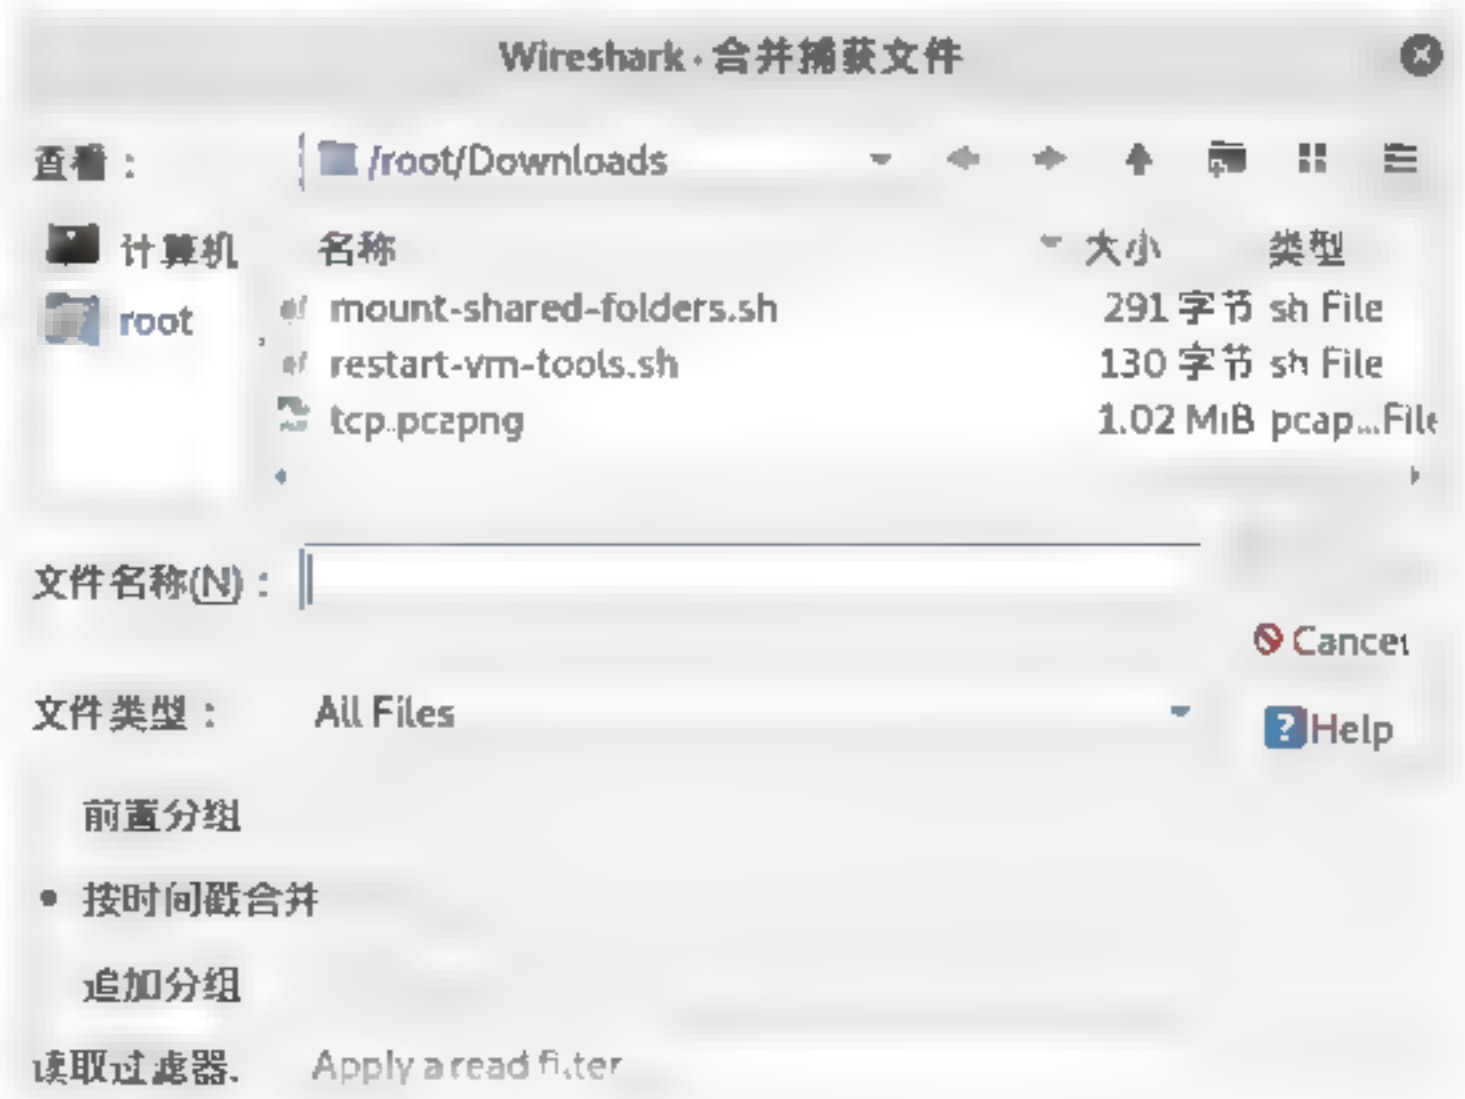 Wireshark · 合并捕获文件
查看：
/root/Downloads
计算机
root
名称 大小 类型
mount-shared-folders.sh 291 字节 sh File
restart-vm-tools.sh 130 字节 sh File
tcp.pcapng 1.02 MiB pcap...File
文件名称(N)：
Cancel
文件类型： All Files
Help
前置分组
按时间戳合并
追加分组
读取过滤器： Apply a read filter